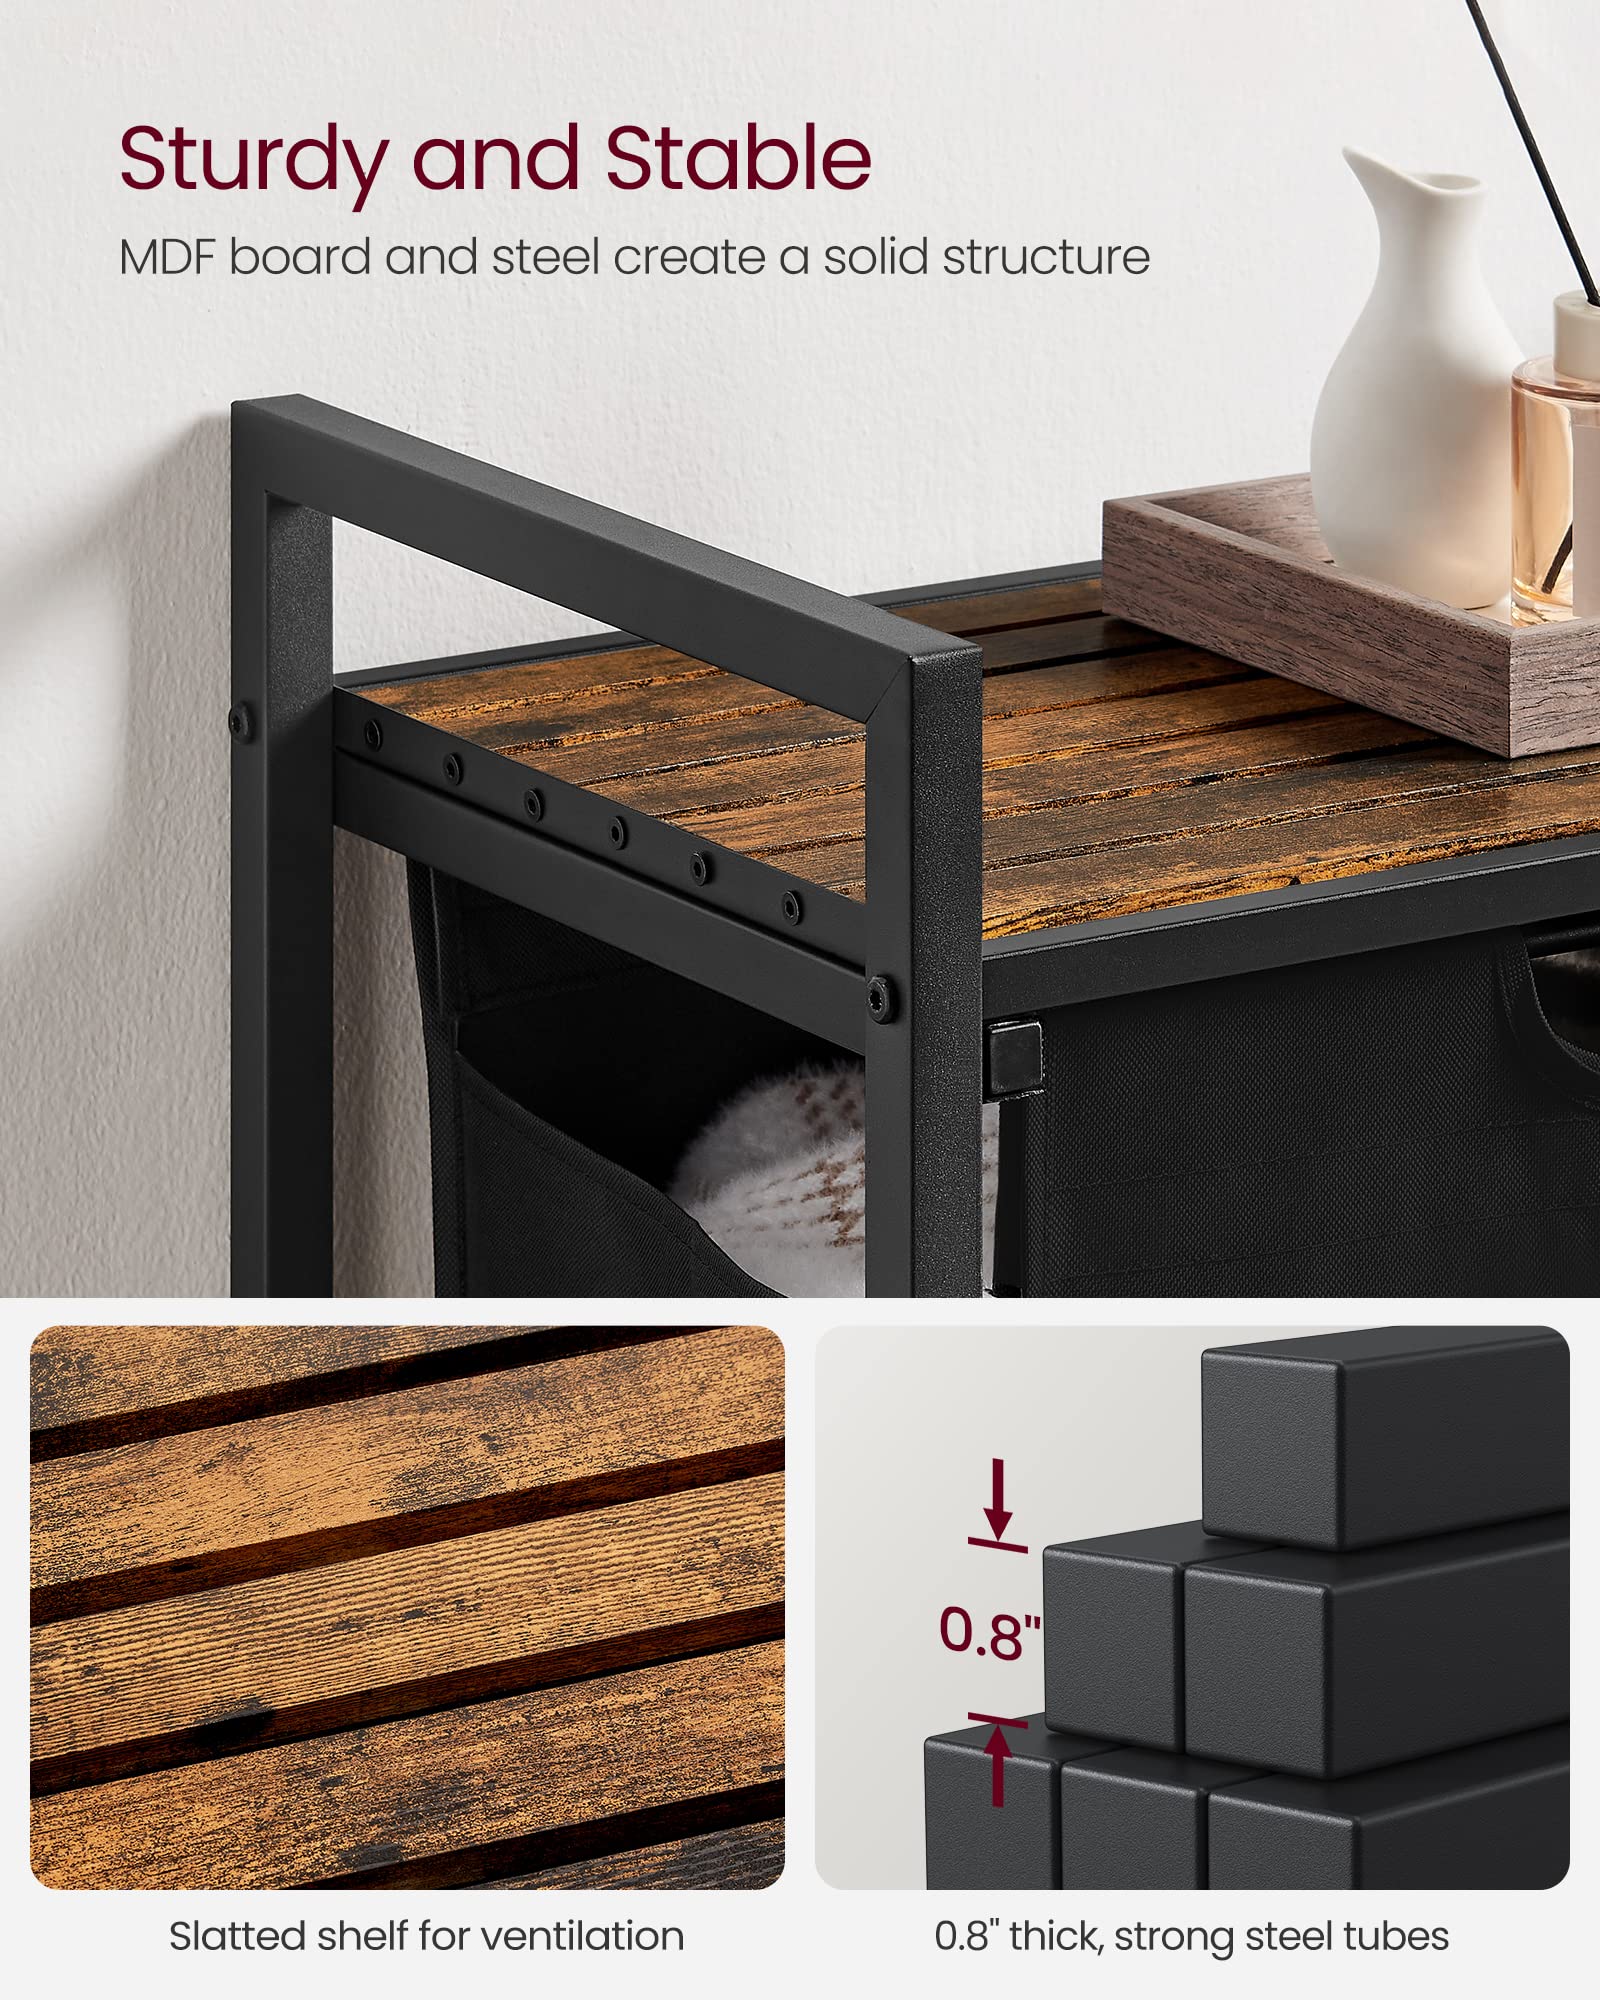 Sturdy and Stable
MDF board and steel create a solid structure
0.8"
Slatted shelf for ventilation
0.8" thick, strong steel tubes